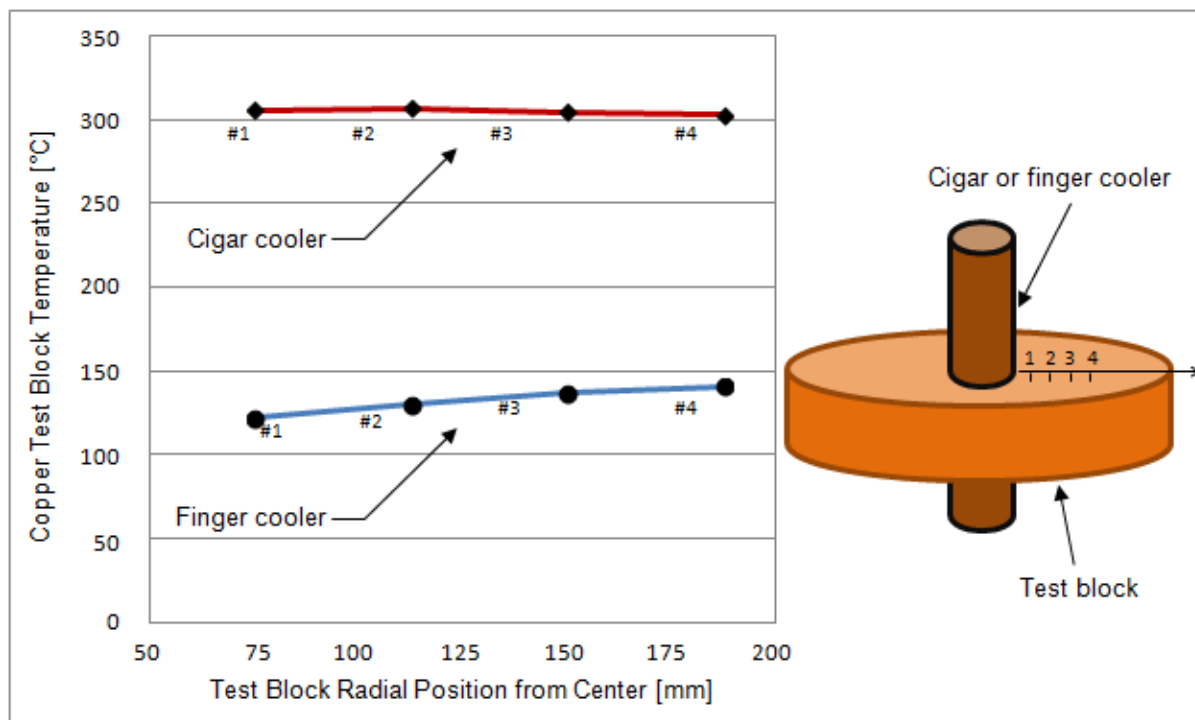 350
300
250
200
150
100
50
0
Copper Test Block Temperature [°C]
#1 #2 #3 #4
Cigar cooler
#1 #2 #3 #4
Finger cooler
50 75 100 125 150 175 200
Test Block Radial Position from Center [mm]
Cigar or finger cooler
1 2 3 4
Test block